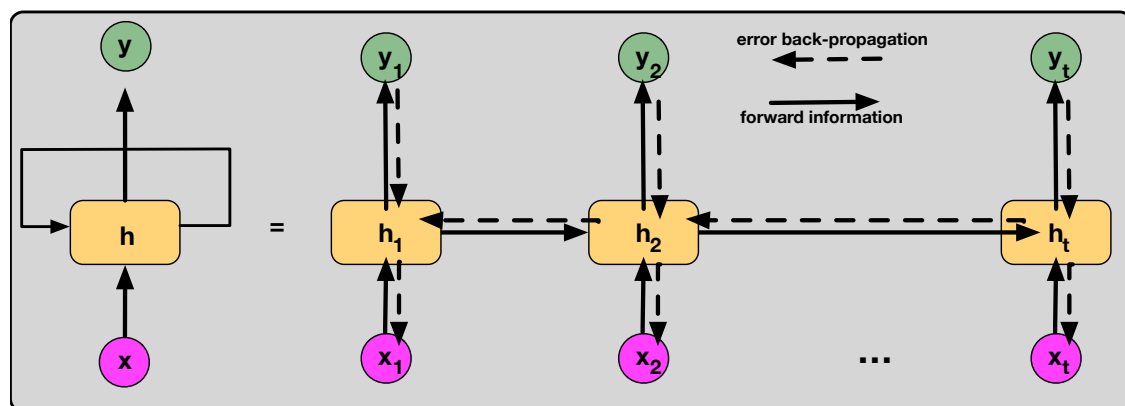 y
y1
y2
error back-propagation
yt
forward information
h
=
h1
h2
ht
x
x1
x2
...
xt